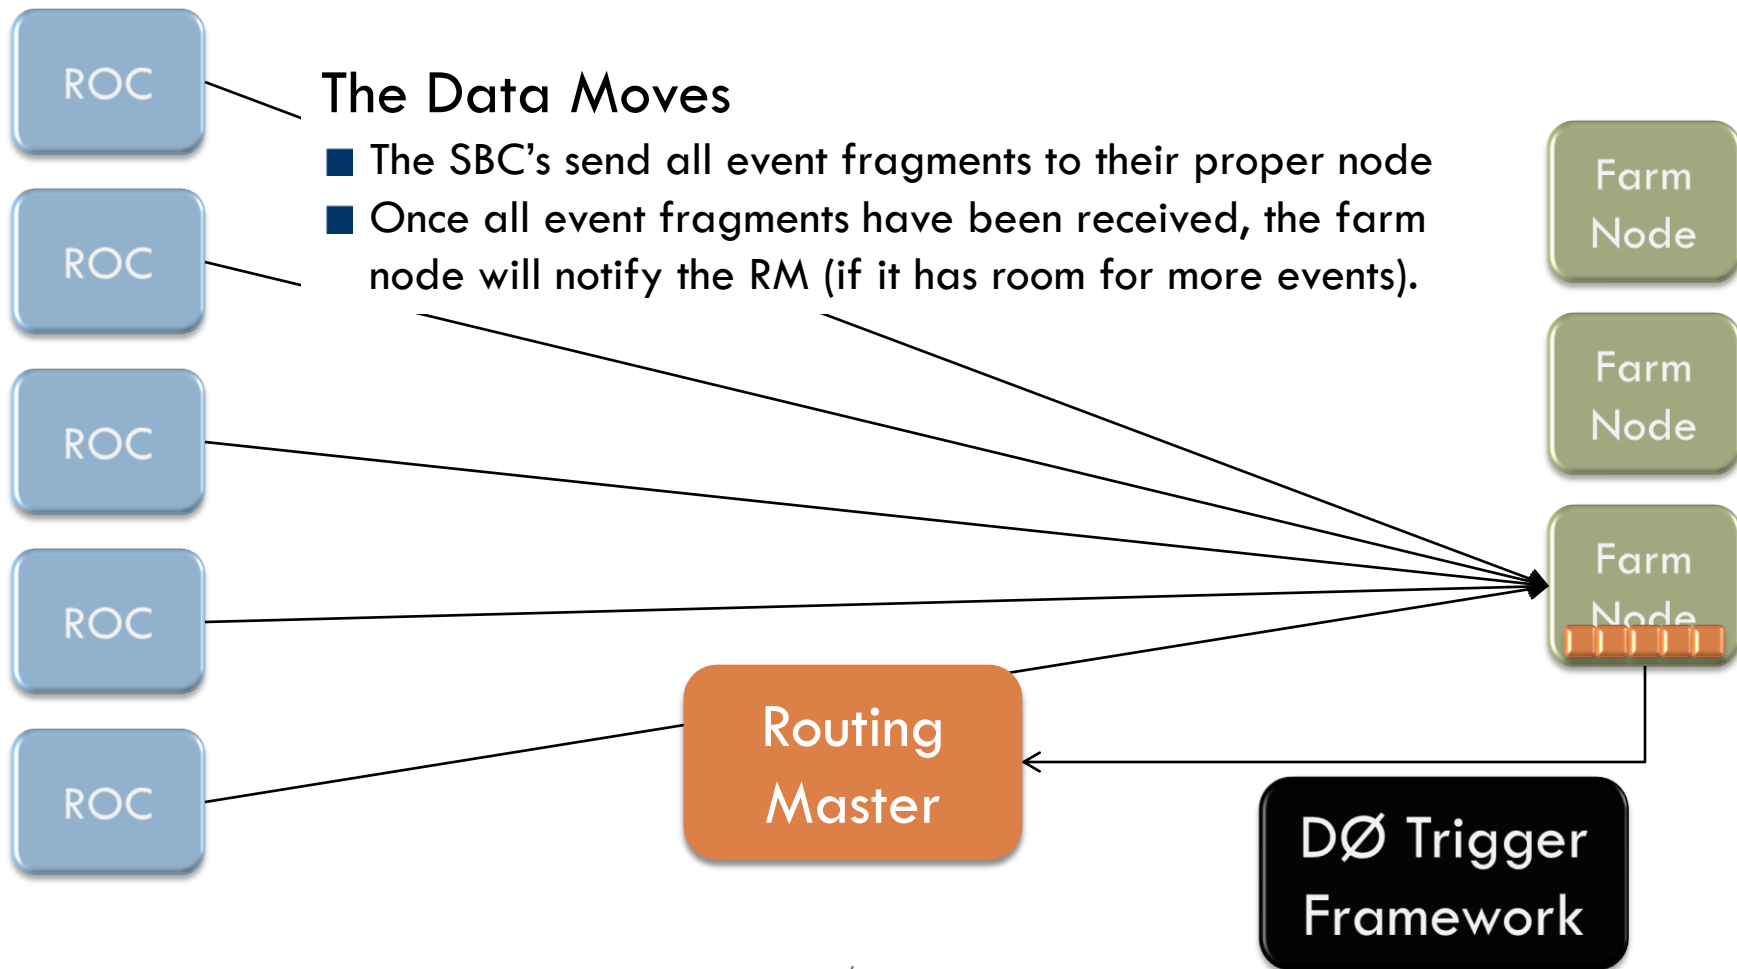 The Data Moves
The SBC’s send all event fragments to their proper node
Once all event fragments have been received, the farm
node will notify the RM (if it has room for more events).
ROC
ROC
ROC
ROC
ROC
Farm
Node
Farm
Node
Farm
Node
Routing
Master
DØ Trigger
Framework